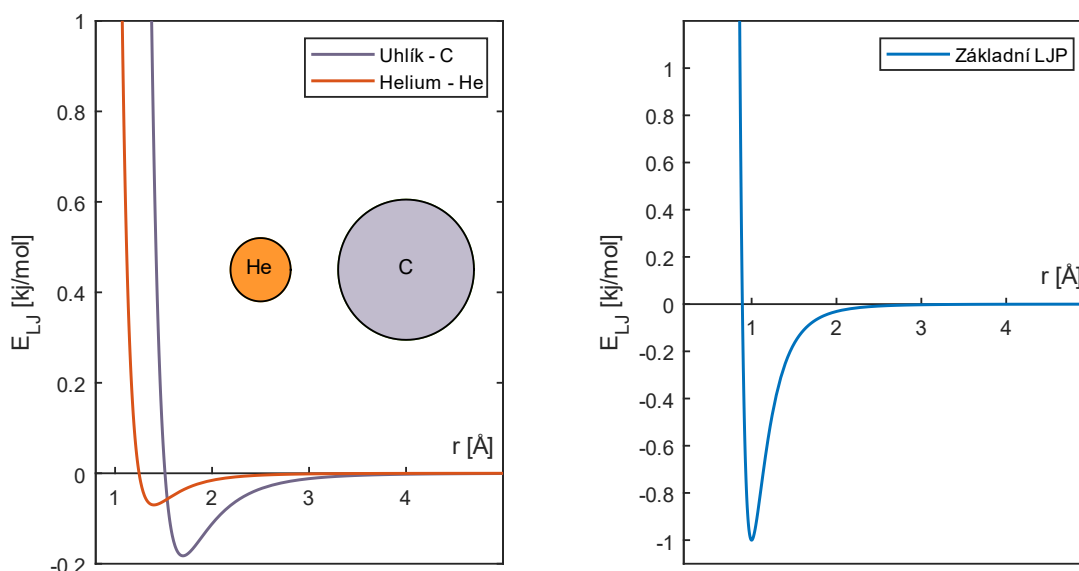 1
0.8
0.6
0.4
0.2
0
-0.2
E_LJ [kj/mol]
1 2 3 4
r [Å]
Uhlík - C
Helium - He
He
C
1
0.8
0.6
0.4
0.2
0
-0.2
-0.4
-0.6
-0.8
-1
E_LJ [kj/mol]
1 2 3 4
r [Å]
Základní LJP